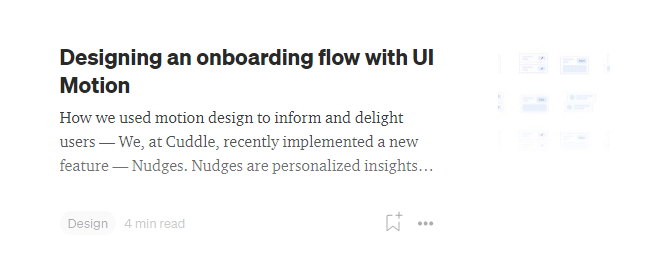 Designing an onboarding flow with UI
Motion
How we used motion design to inform and delight
users — We, at Cuddle, recently implemented a new
feature — Nudges. Nudges are personalized insights…
Design 4 min read